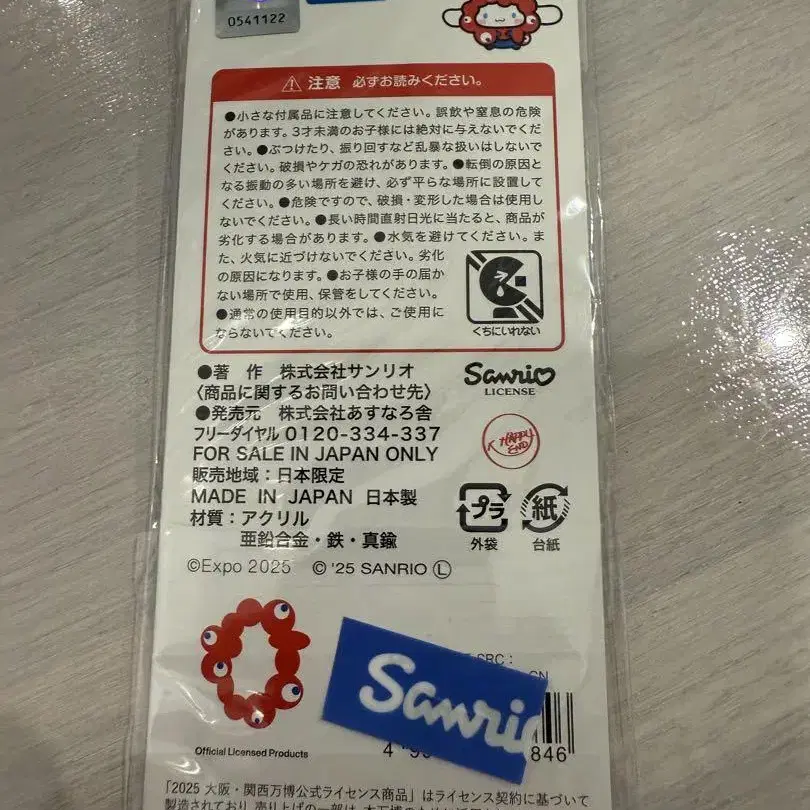 0541122
⚠ 注意 必ずお読みください。
●小さな付属品に注意してください。誤飲や窒息の危険
があります。3才未満のお子様には絶対に与えないでくだ
さい。●ぶつけたり、振り回すなど乱暴な扱いはしないで
ください。破損やケガの恐れがあります。●転倒の原因と
なる振動の多い場所を避け、必ず平らな場所に設置して
ください。●危険ですので、破損・変形した場合は使用し
ないでください。●長い時間直射日光に当たると、商品が
劣化する場合があります。●水気を避けてください。ま
た、火気に近づけないでください。劣化
の原因になります。●お子様の手の届か
ない場所で使用、保管をしてください。
●通常の使用目的以外では、ご使用に
ならないでください。
くちにいれない
●著 作 株式会社サンリオ
〈商品に関するお問い合わせ先〉
●発売元 株式会社あすなろ舎
フリーダイヤル 0120-334-337
FOR SALE IN JAPAN ONLY
販売地域：日本限定
MADE IN JAPAN 日本製
材質：アクリル
亜鉛合金・鉄・真鍮
Sanrio
LICENSE
HAPPY
END
プラ
外袋
紙
台紙
©Expo 2025 © '25 SANRIO Ⓛ
SRC：
CN
Sanrio
846
Official Licensed Products
「2025 大阪・関西万博公式ライセンス商品」はライセンス契約に基づいて
製造されており、売り上げの一部は、